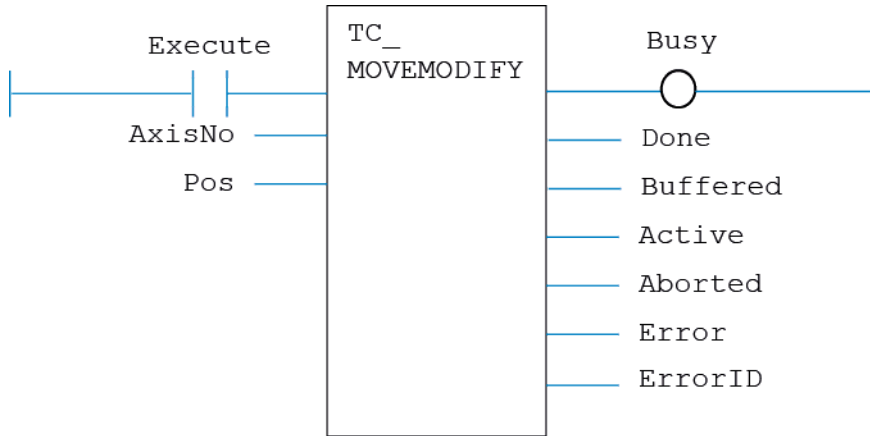 Execute
TC_
MOVEMODIFY
Busy
AxisNo
Done
Pos
Buffered
Active
Aborted
Error
ErrorID